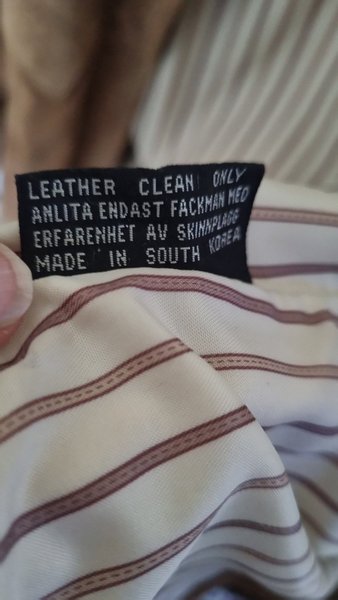 LEATHER CLEAN ONLY
ANLITA ENDAST FACKMAN MED
ERFARENHET AV SKINNPLAGG
MADE IN SOUTH KOREA